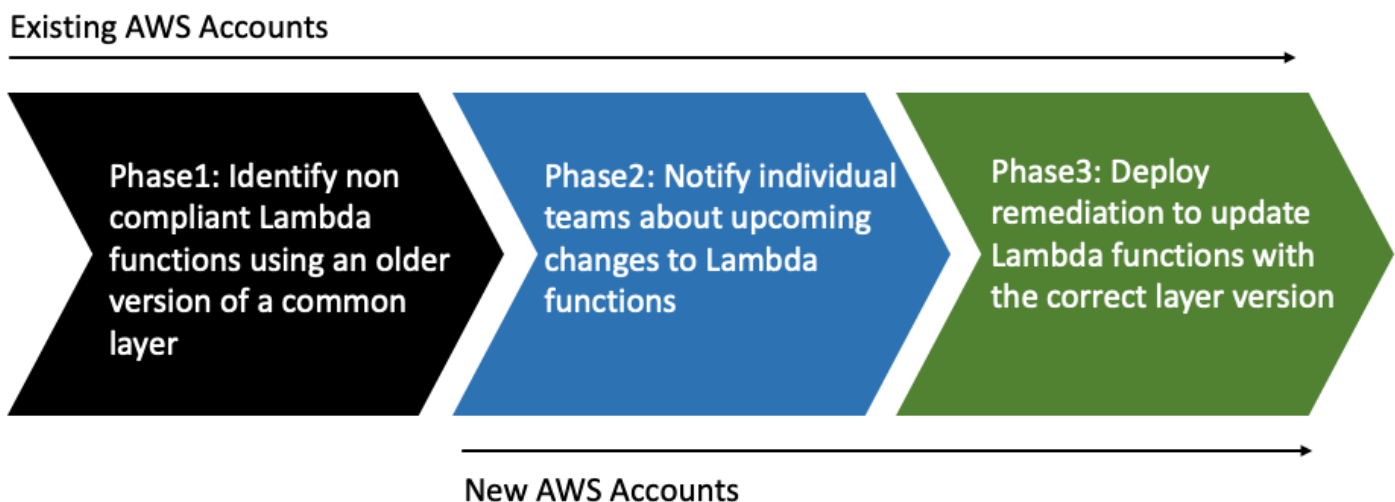 Existing AWS Accounts
Phase1: Identify non
compliant Lambda
functions using an older
version of a common
layer
Phase2: Notify individual
teams about upcoming
changes to Lambda
functions
Phase3: Deploy
remediation to update
Lambda functions with
the correct layer version
New AWS Accounts